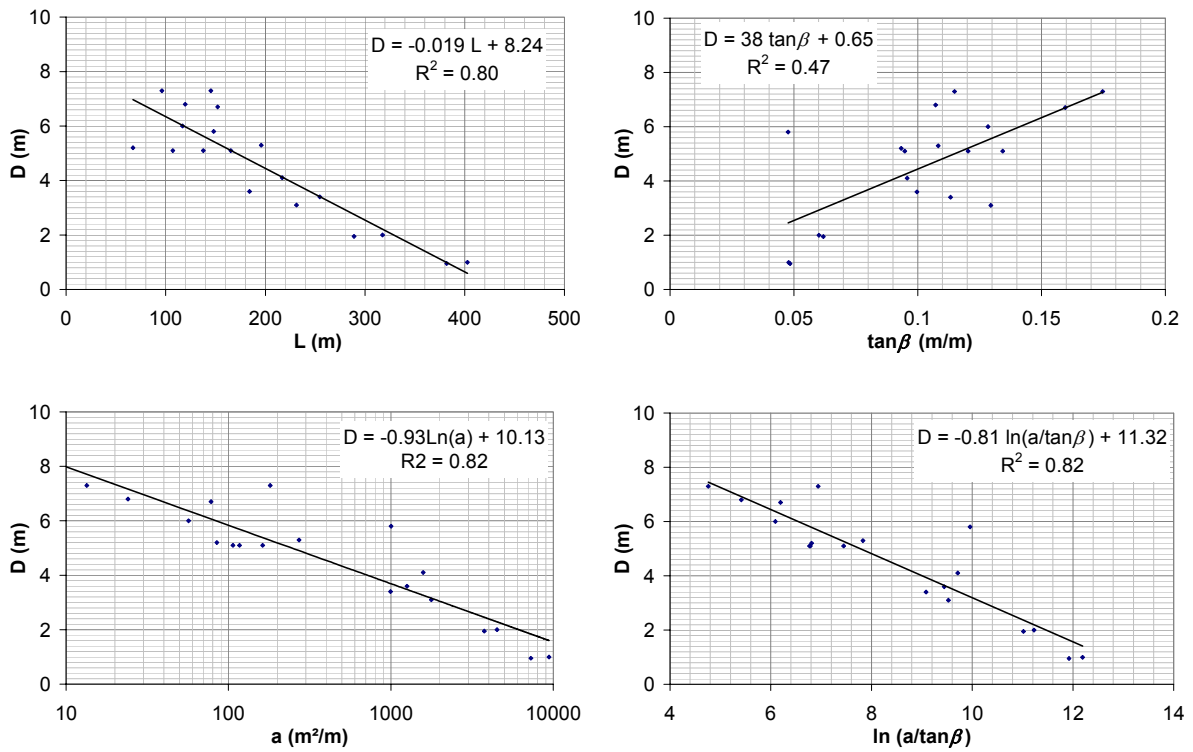 D = -0.019 L + 8.24
R² = 0.80
10
8
6
4
2
0
D (m)
0 100 200 300 400 500
L (m)
D = 38 tanβ + 0.65
R² = 0.47
10
8
6
4
2
0
D (m)
0 0.05 0.1 0.15 0.2
tanβ (m/m)
D = -0.93Ln(a) + 10.13
R2 = 0.82
10
8
6
4
2
0
D (m)
10 100 1000 10000
a (m²/m)
D = -0.81 ln(a/tanβ) + 11.32
R² = 0.82
10
8
6
4
2
0
D (m)
4 6 8 10 12 14
ln (a/tanβ)